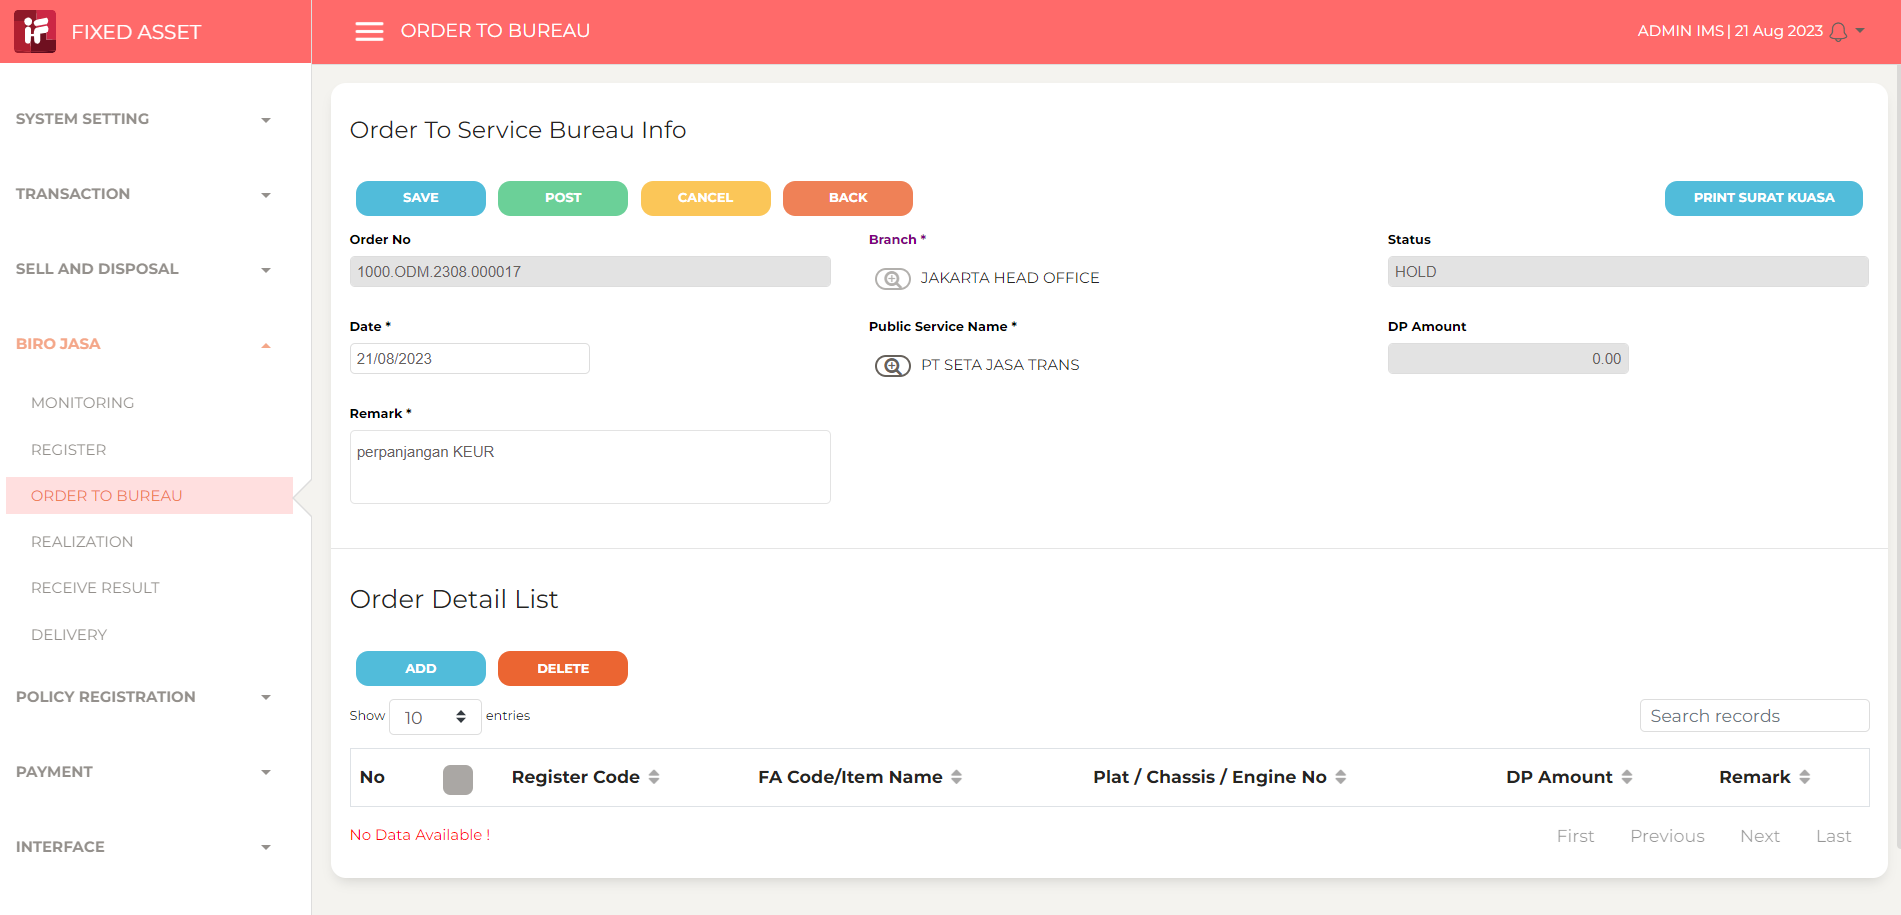 FIXED ASSET
ORDER TO BUREAU
ADMIN IMS | 21 Aug 2023
SYSTEM SETTING
TRANSACTION
SELL AND DISPOSAL
BIRO JASA
MONITORING
REGISTER
ORDER TO BUREAU
REALIZATION
RECEIVE RESULT
DELIVERY
POLICY REGISTRATION
PAYMENT
INTERFACE
Order To Service Bureau Info
SAVE POST CANCEL BACK PRINT SURAT KUASA
Order No Branch * Status
1000.ODM.2308.000017 JAKARTA HEAD OFFICE HOLD
Date * Public Service Name * DP Amount
21/08/2023 PT SETA JASA TRANS 0.00
Remark *
perpanjangan KEUR
Order Detail List
ADD DELETE
Show 10 entries Search records
No Register Code FA Code/Item Name Plat / Chassis / Engine No DP Amount Remark
No Data Available !
First Previous Next Last